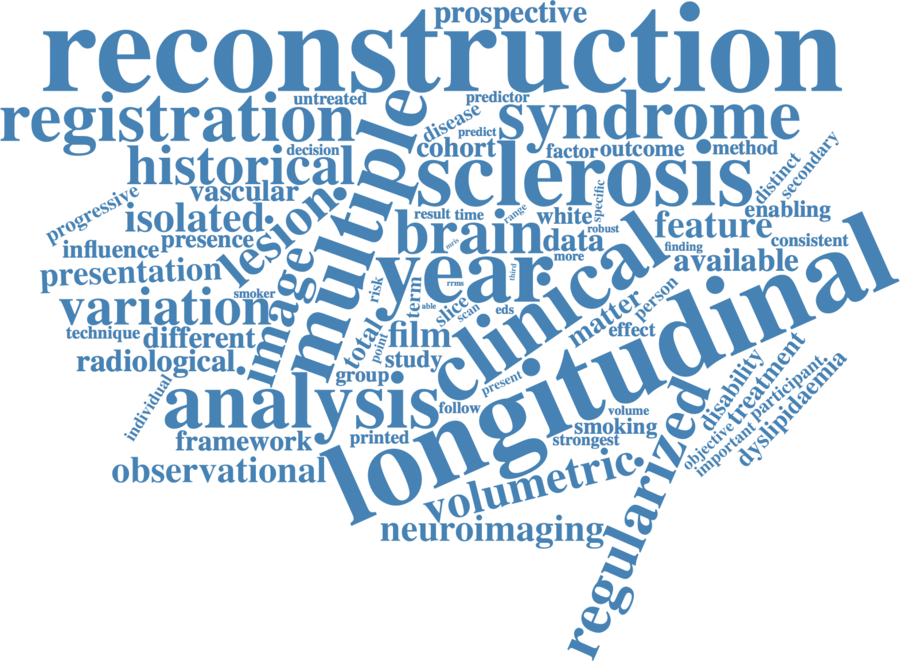 prospective
reconstruction
untreated
predictor
registration
multiple
disease
predict
syndrome
decision
cohort
factor
outcome
method
historical
sclerosis
distinct
secondary
vascular
progressive
isolated
lesion
result
time
range
white
specific
robust
feature
enabling
influence
presence
brain
mris
data
more
finding
consistent
presentation
image
year
rrms
third
clinical
available
longitudinal
variation
smoker
risk
term
able
slice
scan
eds
matter
person
technique
different
total
point
film
effect
radiological
study
group
present
individual
analysis
follow
volume
smoking
strongest
disability
treatment
framework
printed
regularized
objective
important
participant
dyslipidaemia
observational
volumetric
neuroimaging